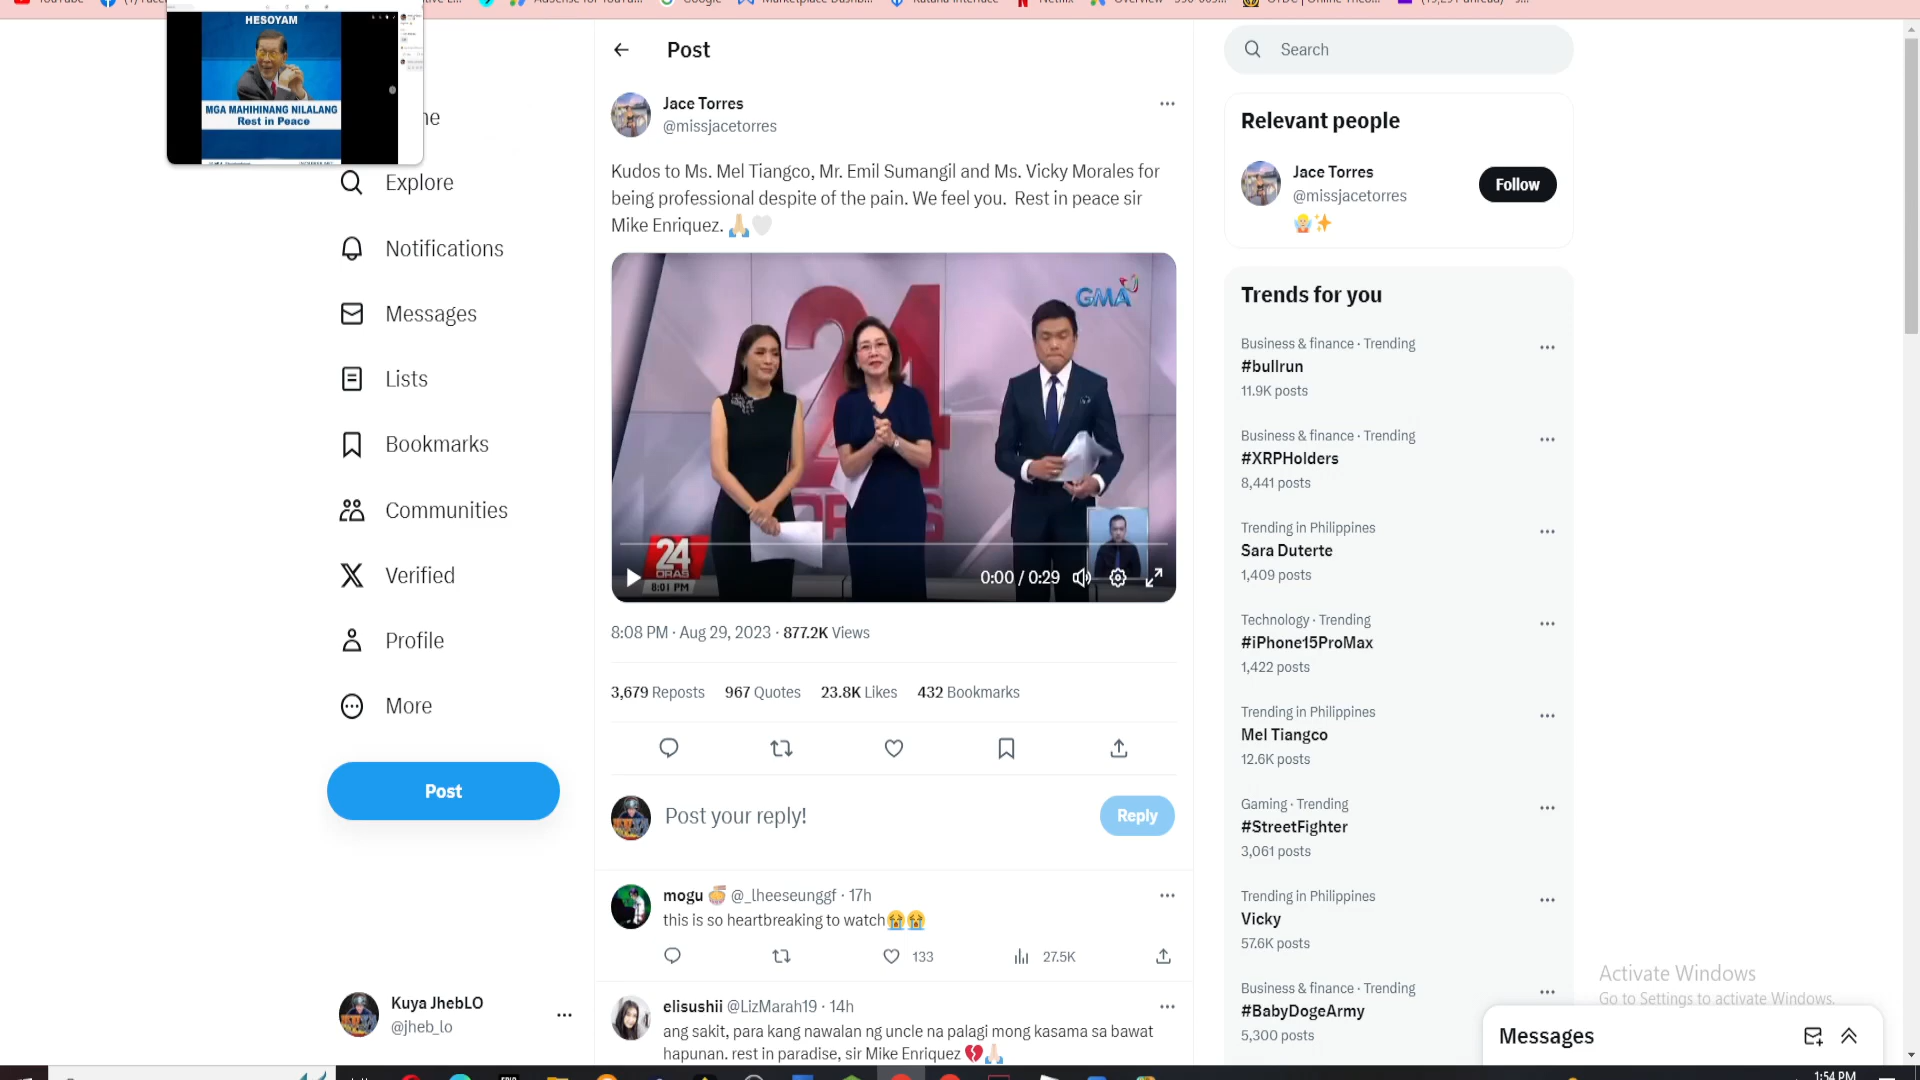 HESOYAM
MGA MAHIHINANG NILALANG
Rest in Peace
Explore
Notifications
Messages
Lists
Bookmarks
Communities
Verified
Profile
More
Post
Kuya JhebLO
@jheb_lo
Post
Jace Torres
@missjacetorres
Kudos to Ms. Mel Tiangco, Mr. Emil Sumangil and Ms. Vicky Morales for
being professional despite of the pain. We feel you. Rest in peace sir
Mike Enriquez. 🙏🏻🤍
GMA
24
ORAS
24
ORAS
8:01 PM
0:00 / 0:29
8:08 PM · Aug 29, 2023 · 877.2K Views
3,679 Reposts 967 Quotes 23.8K Likes 432 Bookmarks
Post your reply!
Reply
mogu 🍜 @_lheeseunggf · 17h
this is so heartbreaking to watch😭😭
133
27.5K
elisushii @LizMarah19 · 14h
ang sakit, para kang nawalan ng uncle na palagi mong kasama sa bawat
hapunan. rest in paradise, sir Mike Enriquez 💔🙏🏻
Search
Relevant people
Jace Torres
@missjacetorres
Follow
Trends for you
Business & finance · Trending
#bullrun
11.9K posts
Business & finance · Trending
#XRPHolders
8,441 posts
Trending in Philippines
Sara Duterte
1,409 posts
Technology · Trending
#iPhone15ProMax
1,422 posts
Trending in Philippines
Mel Tiangco
12.6K posts
Gaming · Trending
#StreetFighter
3,061 posts
Trending in Philippines
Vicky
57.6K posts
Business & finance · Trending
#BabyDogeArmy
5,300 posts
Activate Windows
Go to Settings to activate Windows.
Messages
1:54 PM